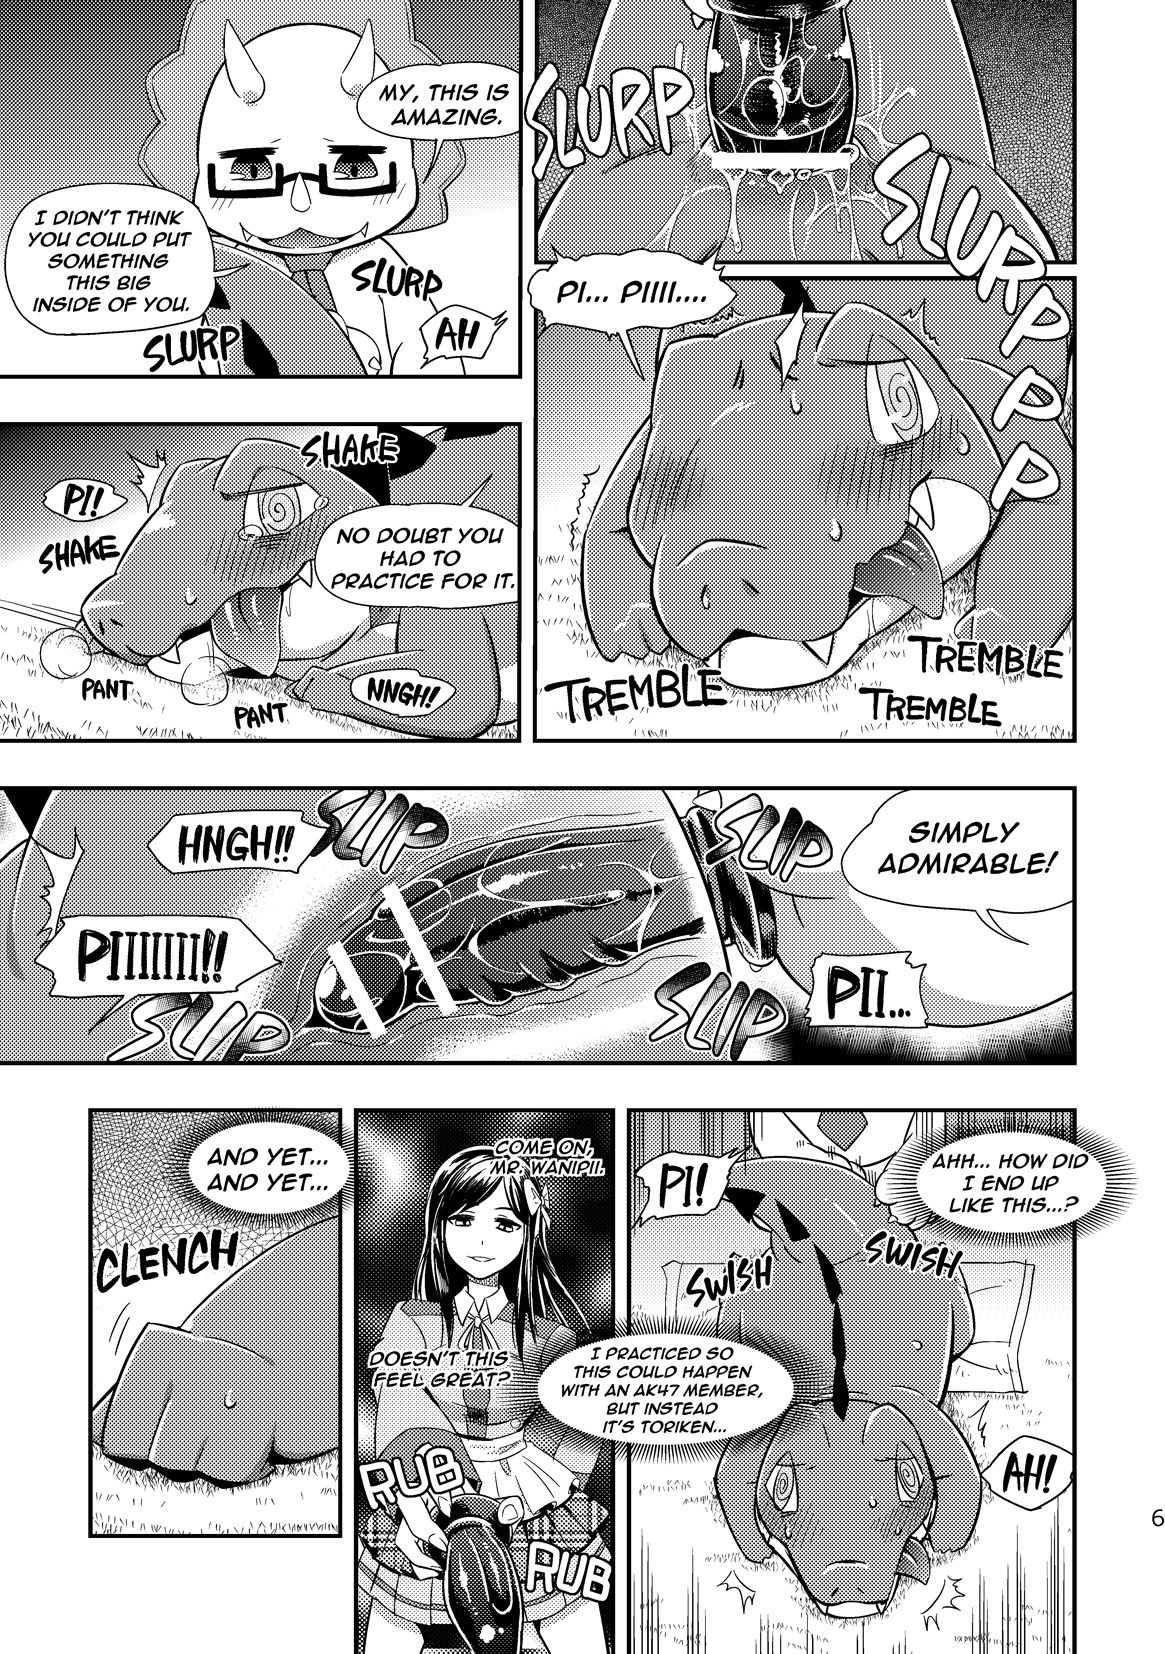 SLURP
SLURP
PI... PIIII....
SLURPPPP
TREMBLE
TREMBLE
TREMBLE
MY, THIS IS
AMAZING.
I DIDN'T THINK
YOU COULD PUT
SOMETHING
THIS BIG
INSIDE OF YOU.
SLURP
SLURP
AH
SHAKE
PI!
SHAKE
NO DOUBT YOU
HAD TO
PRACTICE FOR IT.
PANT
PANT
NNGH!
SIMPLY
ADMIRABLE!
SLIP
SLIP
HNGH!!
PIIIIIII!!
PII...
SLIP
SLIP
AHH... HOW DID
I END UP
LIKE THIS...?
PI!
SWISH
SWISH
I PRACTICED SO
THIS COULD HAPPEN
WITH AN AK47 MEMBER,
BUT INSTEAD
IT'S TORIKEN...
AH!
COME ON,
MR. WANIPII.
DOESN'T THIS
FEEL GREAT?
RUB
RUB
AND YET...
AND YET...
CLENCH
6